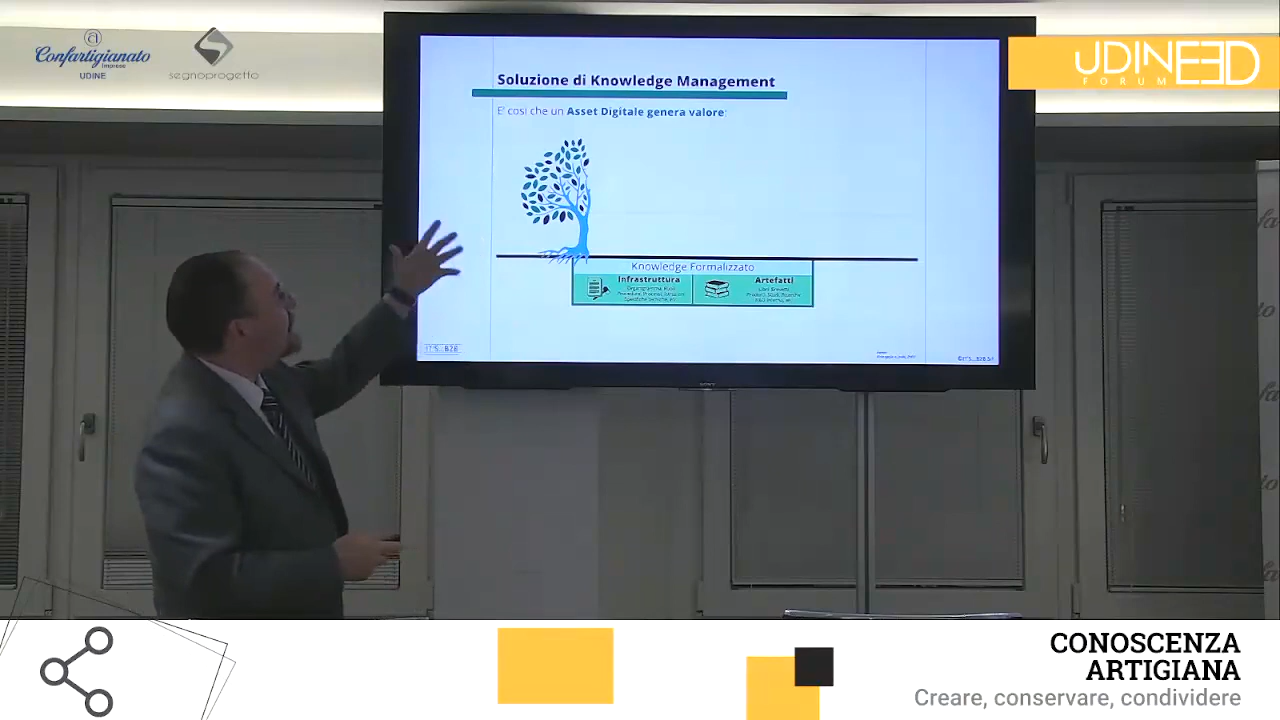 Confartigianato
Imprese
UDINE
segnoprogetto
UDINE3D
FORUM
Soluzione di Knowledge Management
E' così che un Asset Digitale genera valore:
Knowledge Formalizzato
Infrastruttura
Artefatti
SONY
CONOSCENZA
ARTIGIANA
Creare, conservare, condividere